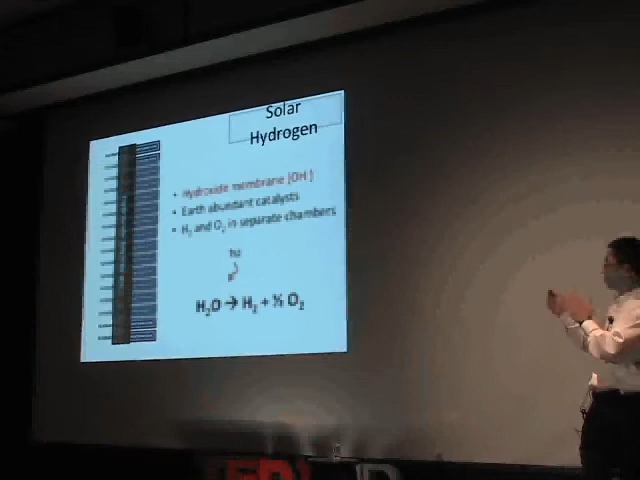 Solar
Hydrogen
• Hydroxide membrane (OH⁻)
• Earth abundant catalysts
• H₂ and O₂ in separate chambers
H₂O → H₂ + ½ O₂